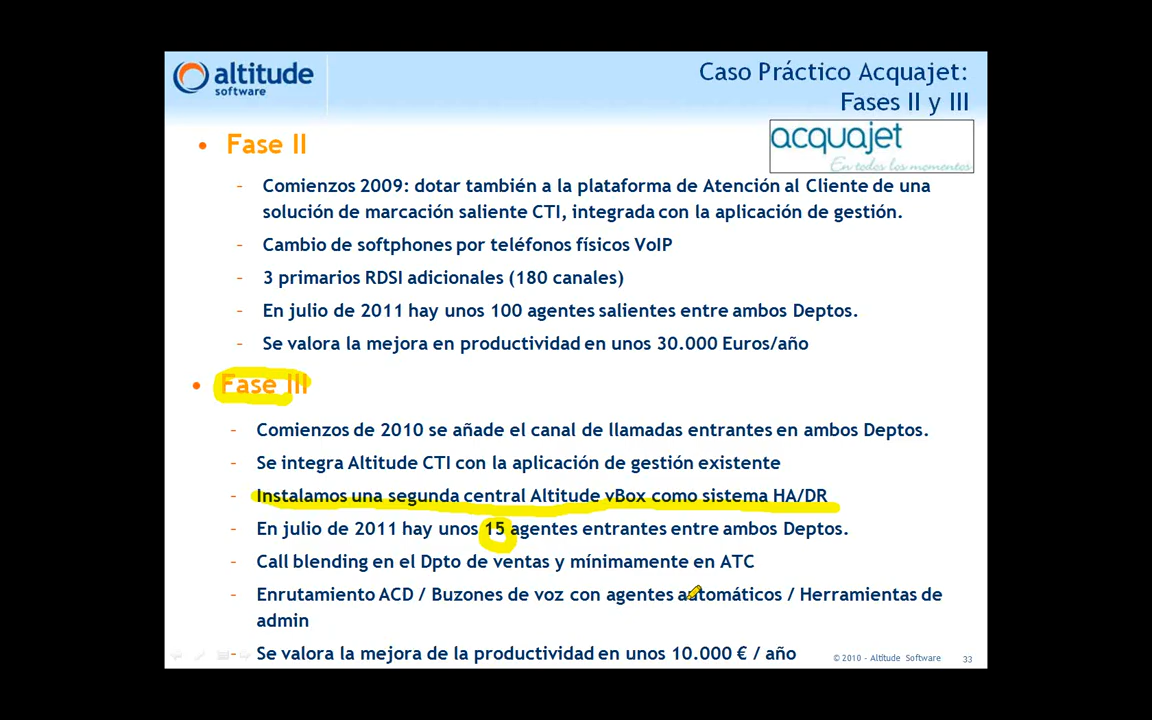 altitude
software
Caso Práctico Acquajet:
Fases II y III
acquajet
En todos los momentos
• Fase II
- Comienzos 2009: dotar también a la plataforma de Atención al Cliente de una
solución de marcación saliente CTI, integrada con la aplicación de gestión.
- Cambio de softphones por teléfonos físicos VoIP
- 3 primarios RDSI adicionales (180 canales)
- En julio de 2011 hay unos 100 agentes salientes entre ambos Deptos.
- Se valora la mejora en productividad en unos 30.000 Euros/año
• Fase III
- Comienzos de 2010 se añade el canal de llamadas entrantes en ambos Deptos.
- Se integra Altitude CTI con la aplicación de gestión existente
- Instalamos una segunda central Altitude vBox como sistema HA/DR
- En julio de 2011 hay unos 15 agentes entrantes entre ambos Deptos.
- Call blending en el Dpto de ventas y mínimamente en ATC
- Enrutamiento ACD / Buzones de voz con agentes automáticos / Herramientas de
admin
- Se valora la mejora de la productividad en unos 10.000 € / año
© 2010 - Altitude Software
33